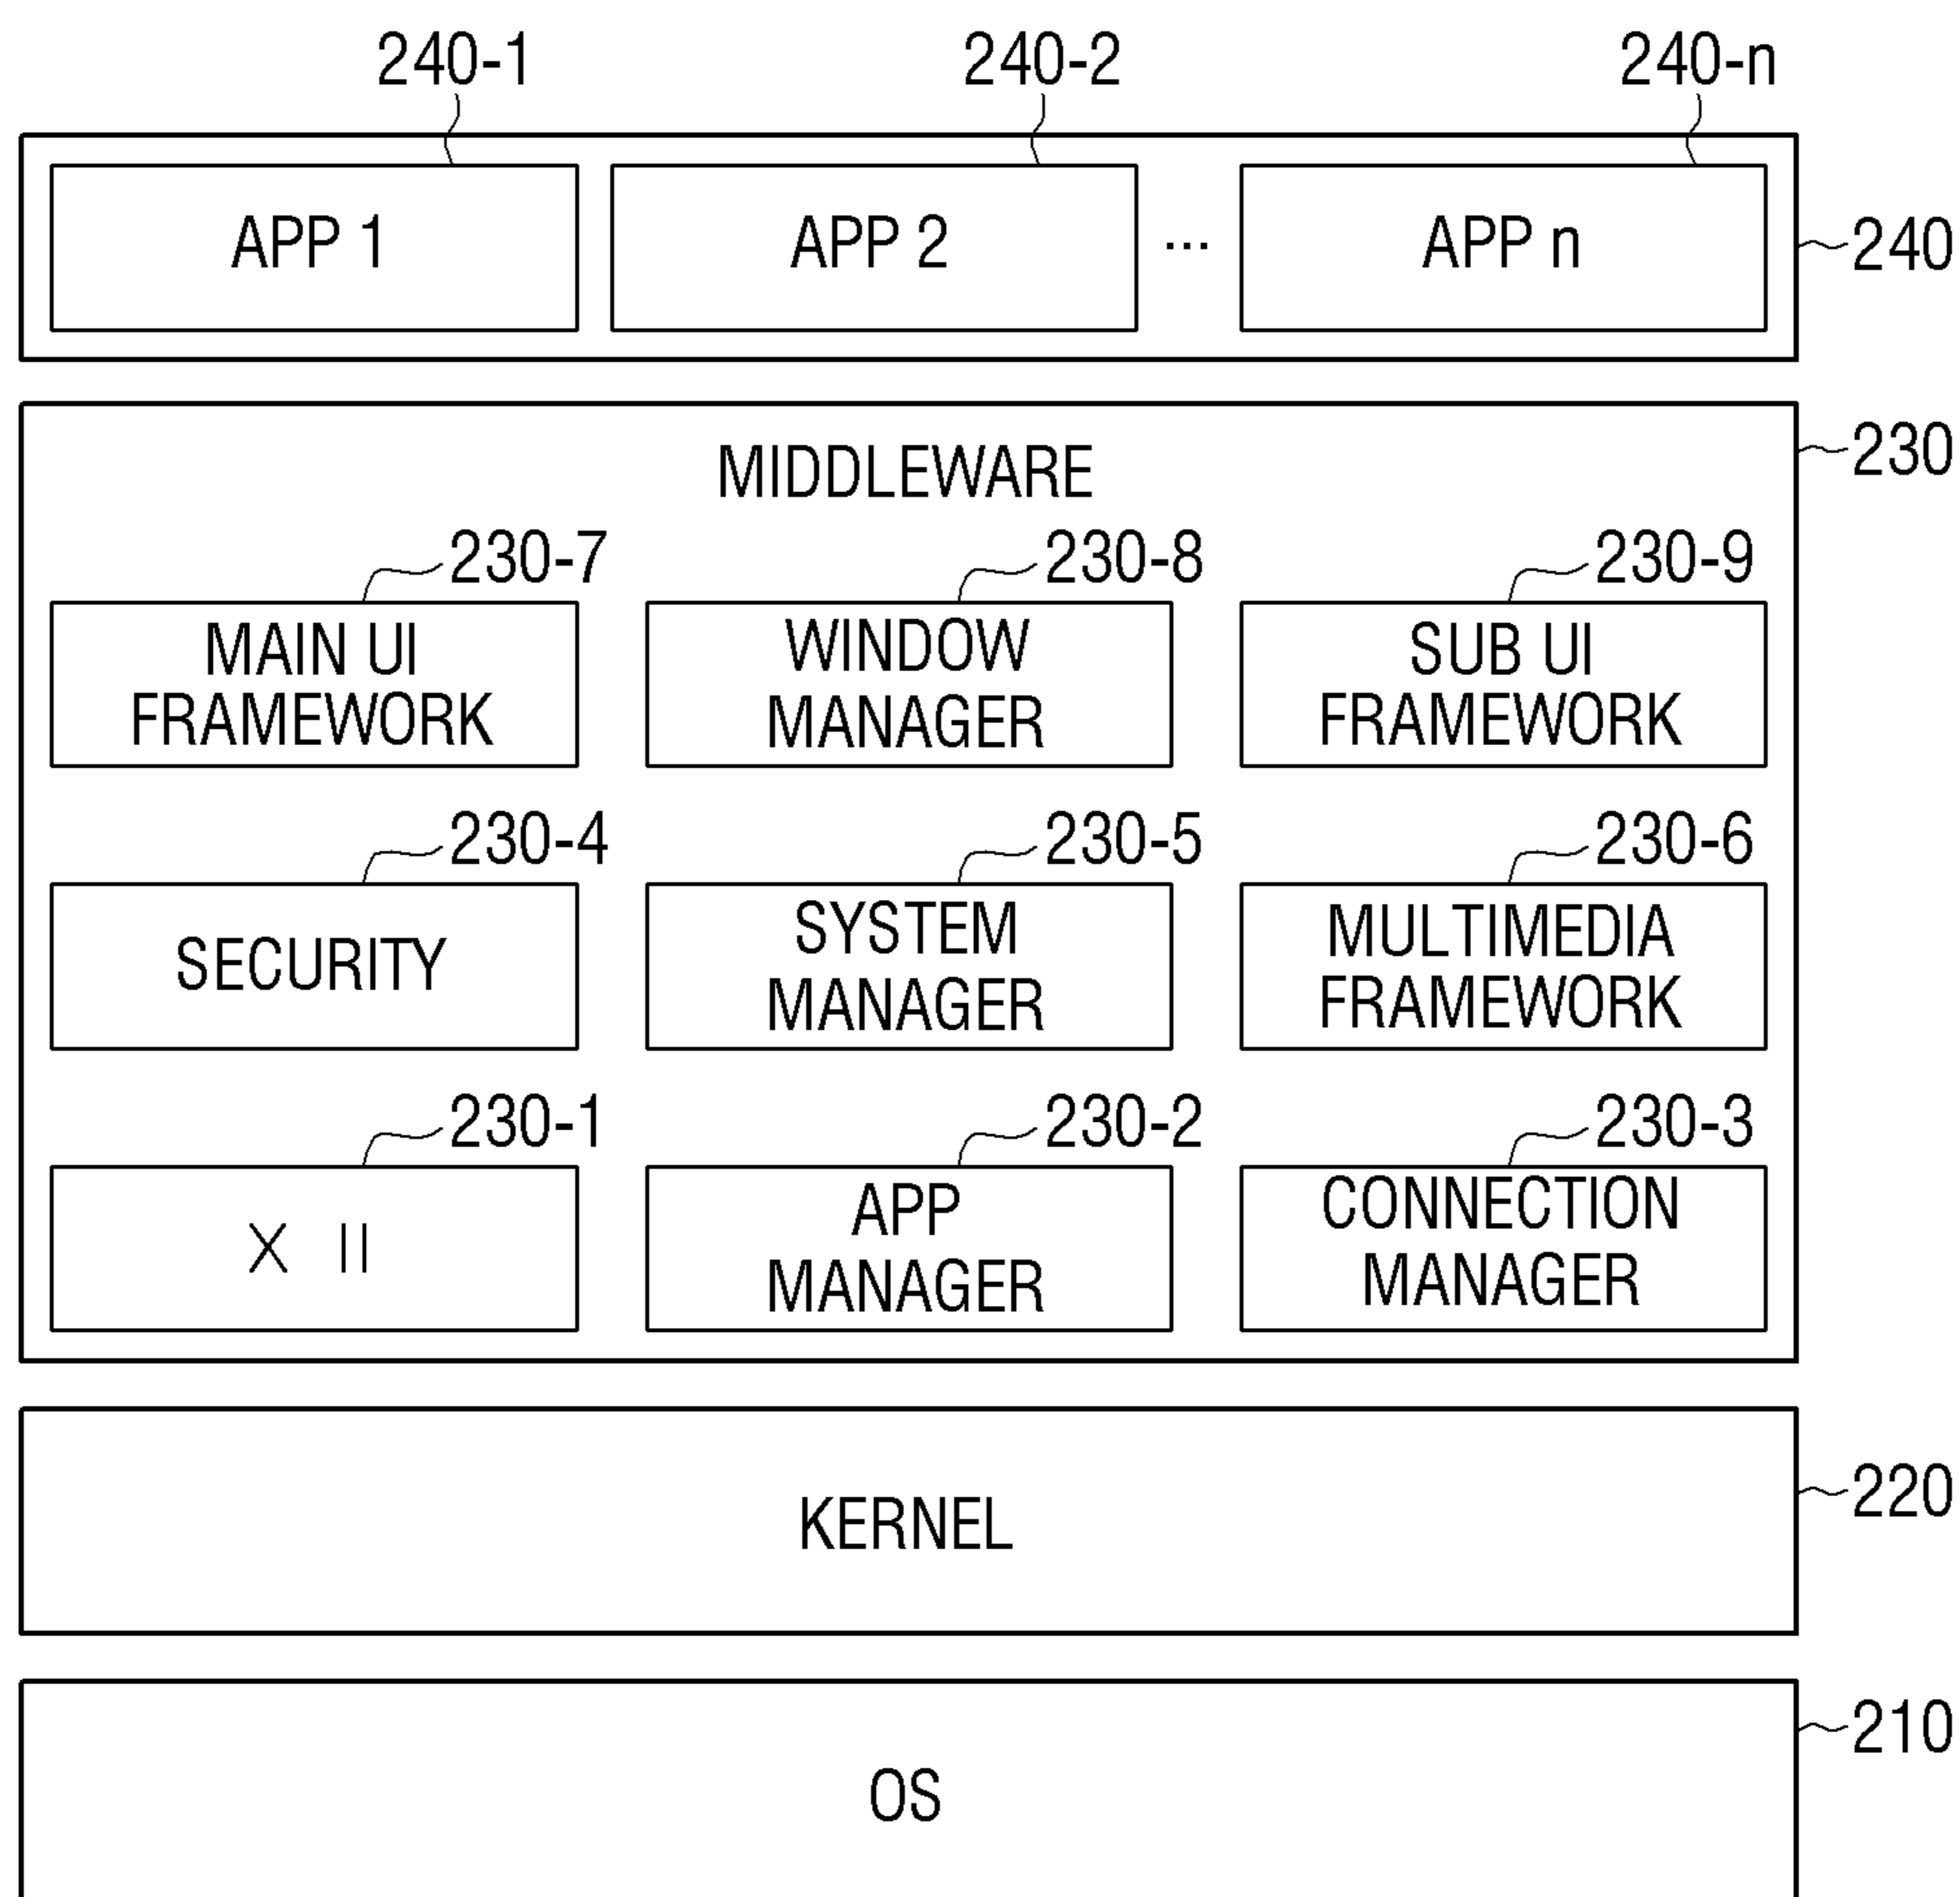 240-1 240-2 240-n
APP 1 APP 2 ... APP n 240
230
MIDDLEWARE
230-7 230-8 230-9
MAIN UI
FRAMEWORK
WINDOW
MANAGER
SUB UI
FRAMEWORK
230-4 230-5 230-6
SECURITY
SYSTEM
MANAGER
MULTIMEDIA
FRAMEWORK
230-1 230-2 230-3
X II
APP
MANAGER
CONNECTION
MANAGER
220
KERNEL
210
OS